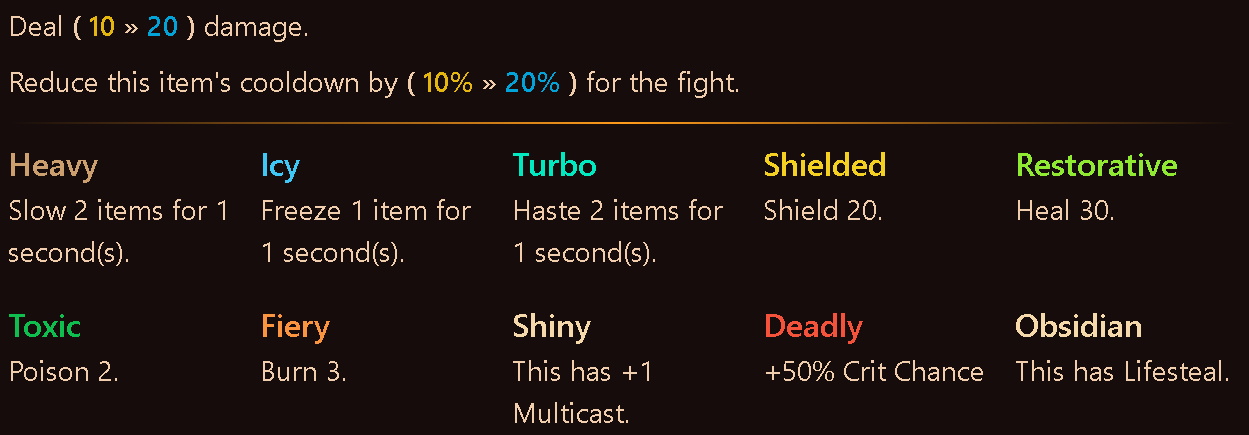 Deal ( 10 » 20 ) damage.
Reduce this item's cooldown by ( 10% » 20% ) for the fight.
Heavy
Slow 2 items for 1
second(s).
Icy
Freeze 1 item for
1 second(s).
Turbo
Haste 2 items for
1 second(s).
Shielded
Shield 20.
Restorative
Heal 30.
Toxic
Poison 2.
Fiery
Burn 3.
Shiny
This has +1
Multicast.
Deadly
+50% Crit Chance
Obsidian
This has Lifesteal.